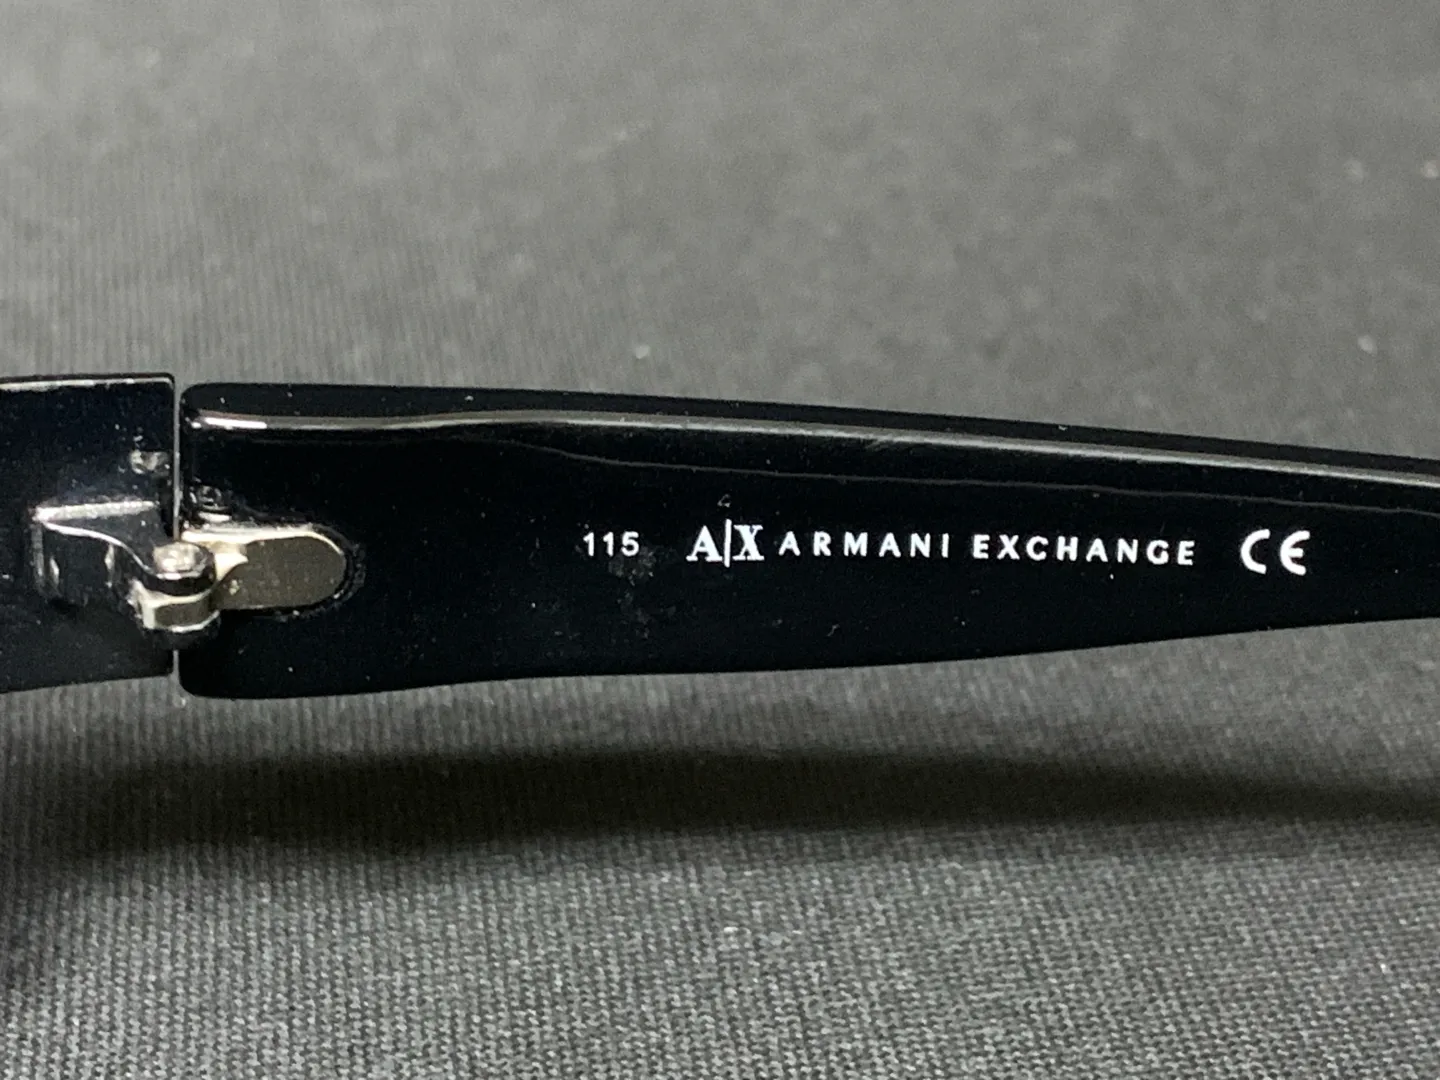 115 A|X ARMANI EXCHANGE CE